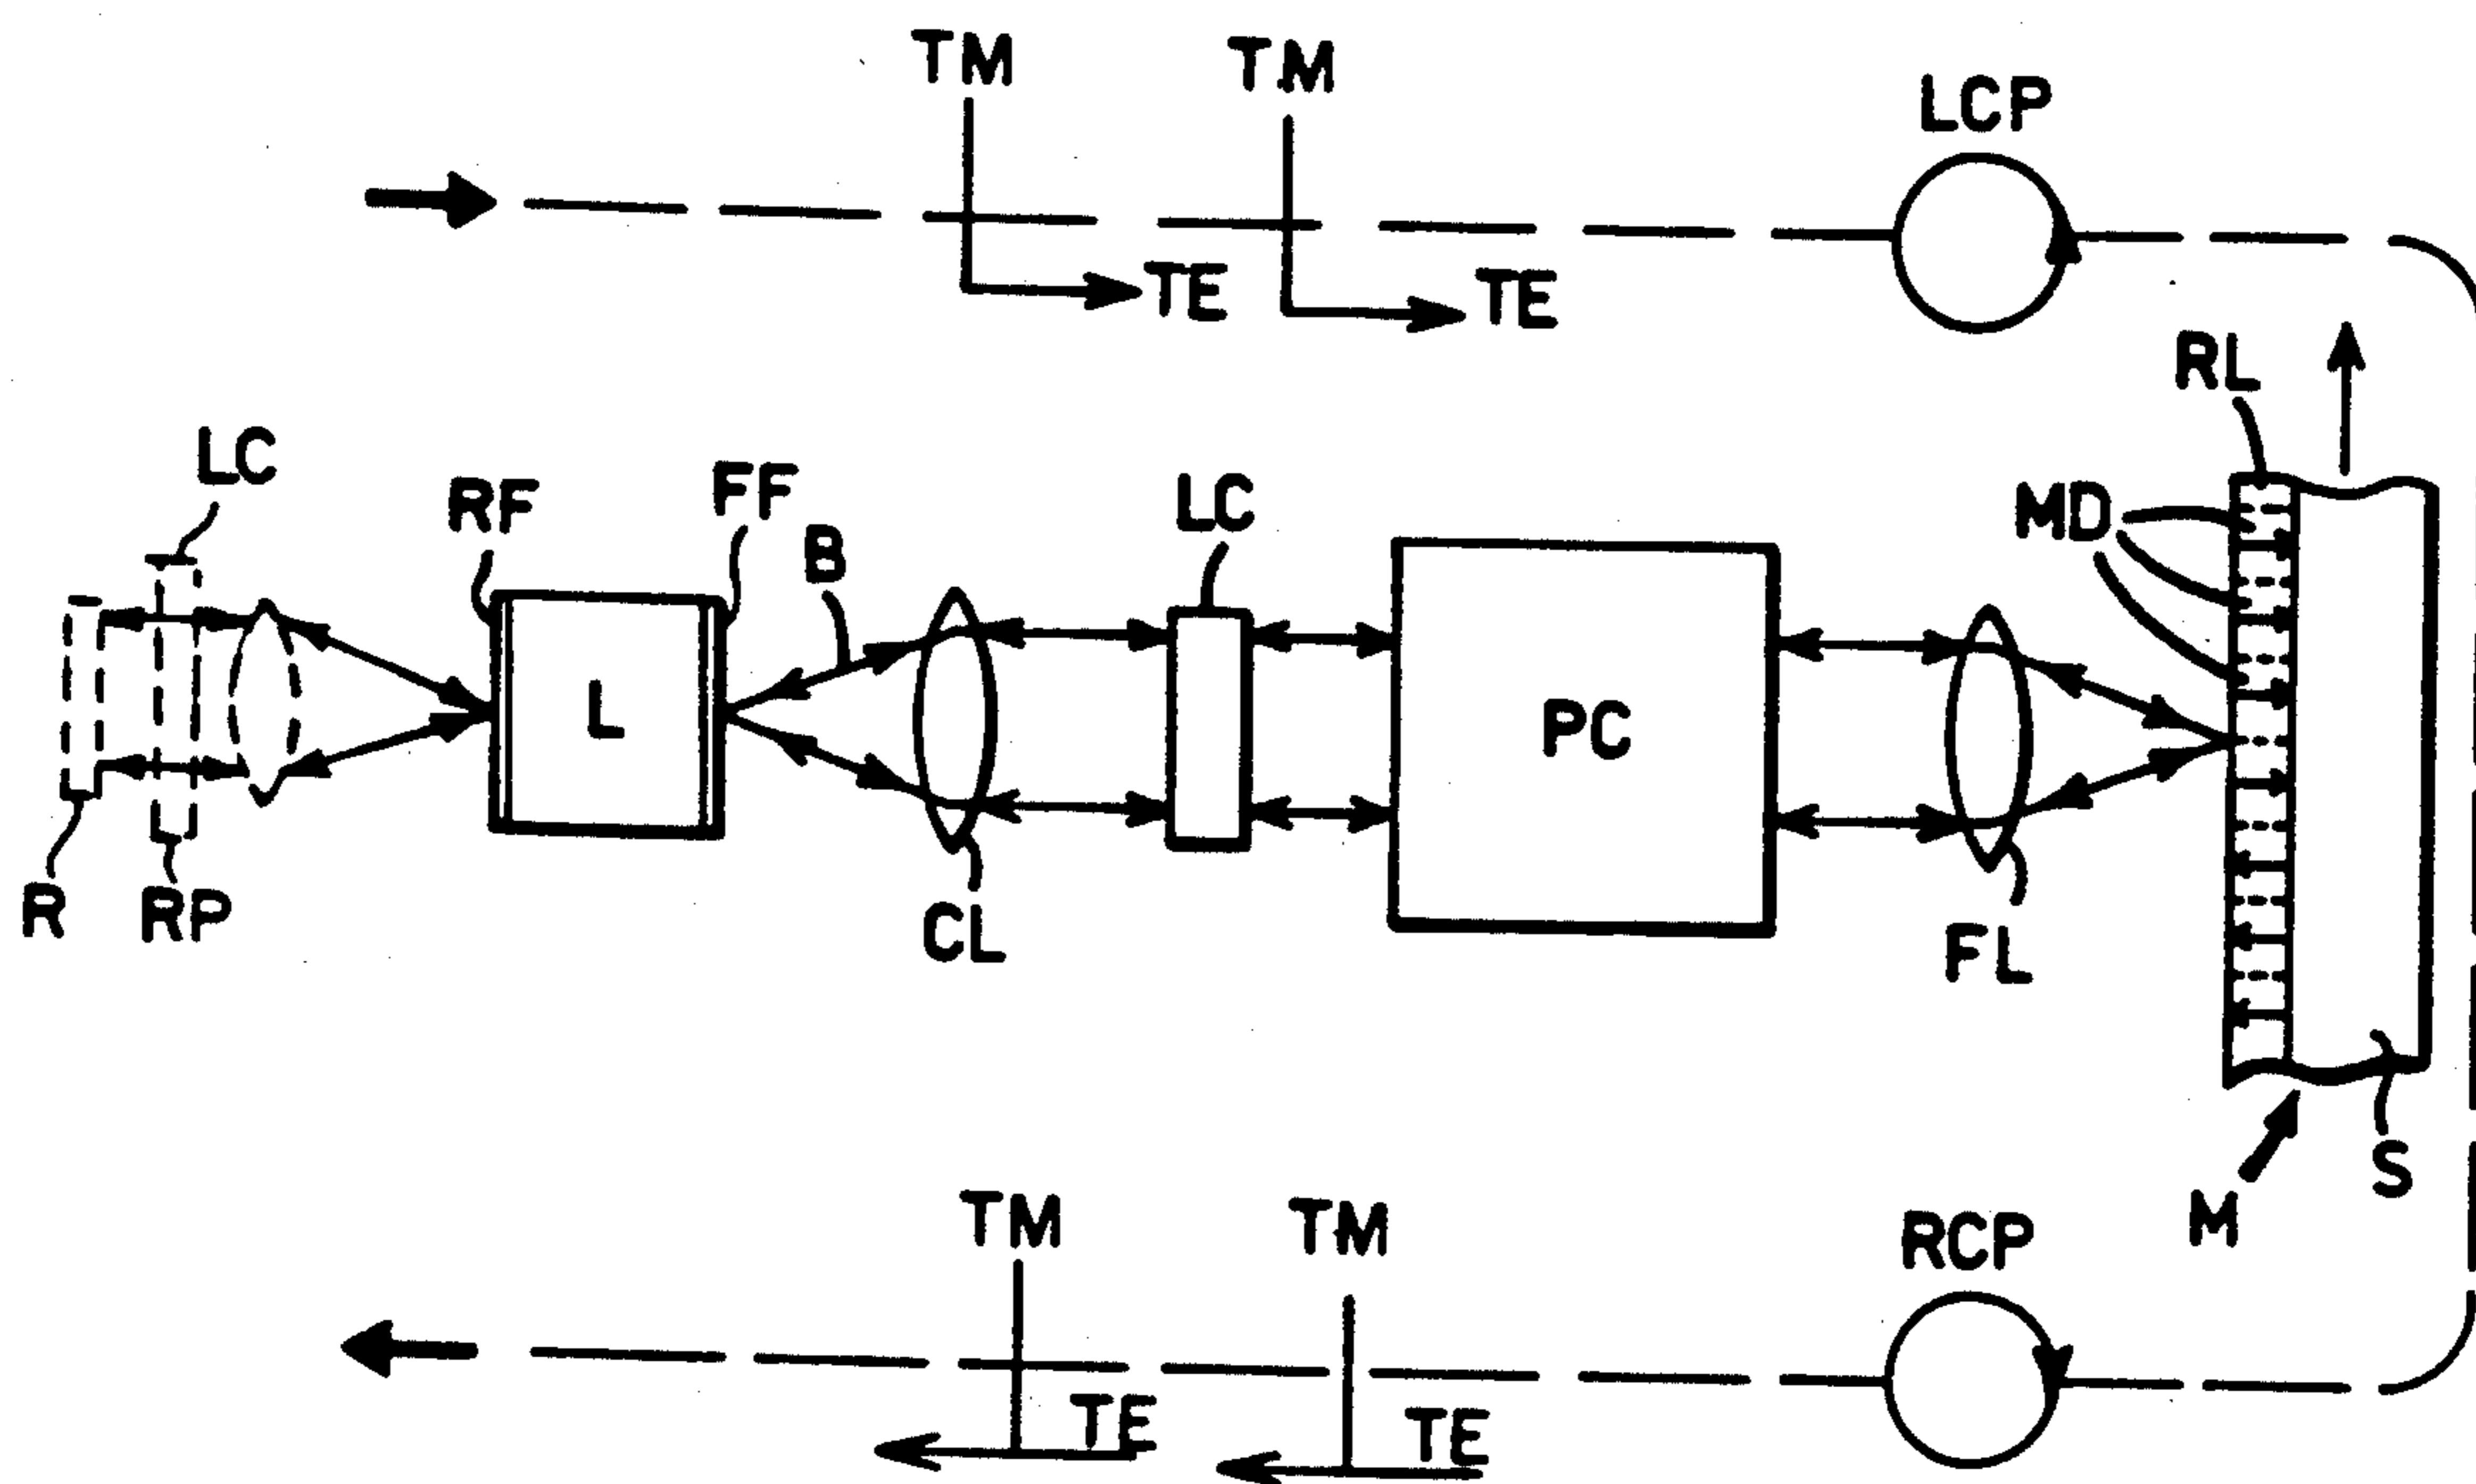 TM TM LCP
TE TE
RL
LC RF FF B LC MD
L PC
R RP CL FL
S
M
TM TM RCP
TE TE